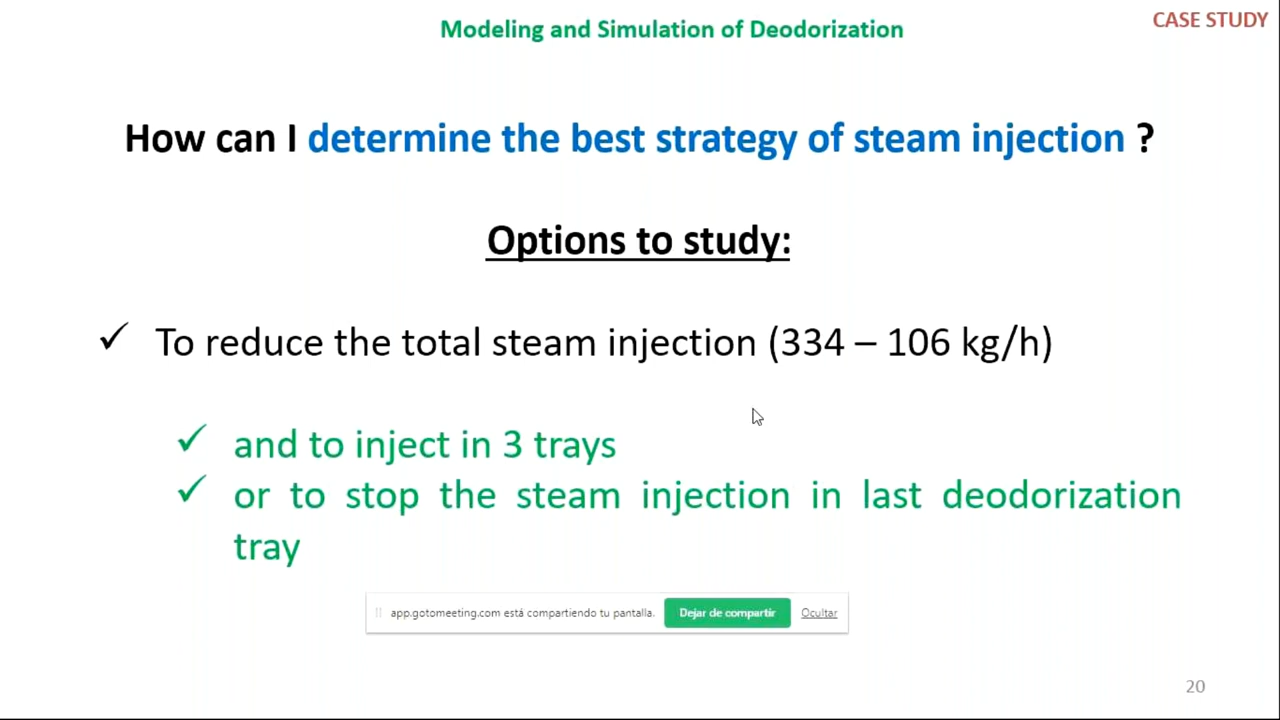 Modeling and Simulation of Deodorization
CASE STUDY
How can I determine the best strategy of steam injection ?
Options to study:
✓ To reduce the total steam injection (334 – 106 kg/h)
✓ and to inject in 3 trays
✓ or to stop the steam injection in last deodorization
tray
app.gotomeeting.com está compartiendo tu pantalla. Dejar de compartir Ocultar
20